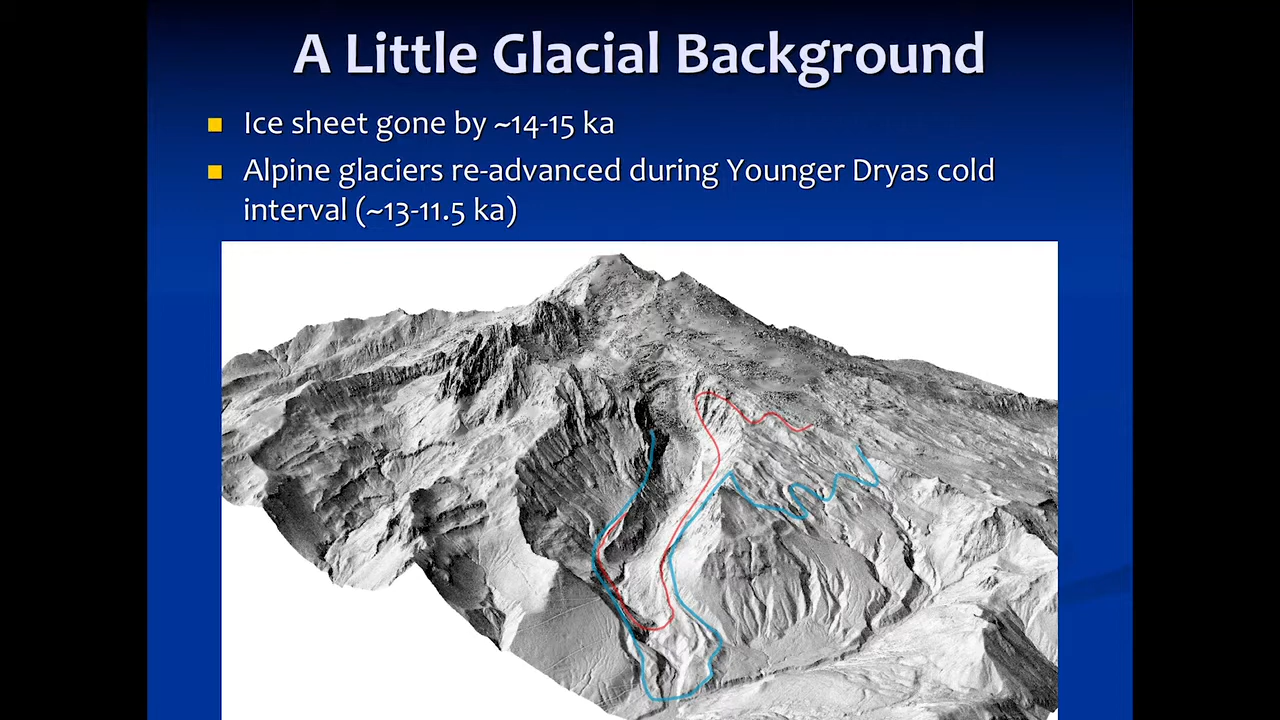 A Little Glacial Background
Ice sheet gone by ~14-15 ka
Alpine glaciers re-advanced during Younger Dryas cold
interval (~13-11.5 ka)